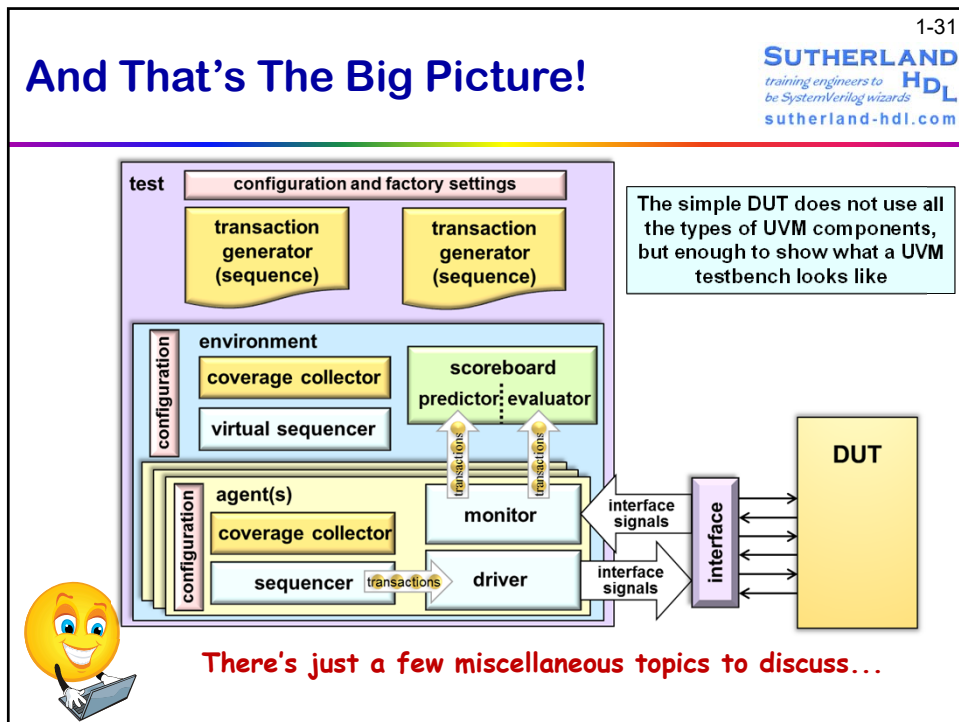 1-31
And That's The Big Picture!
SUTHERLAND
HDL
training engineers to
be SystemVerilog wizards
sutherland-hdl.com
test
configuration and factory settings
transaction
generator
(sequence)
transaction
generator
(sequence)
The simple DUT does not use all
the types of UVM components,
but enough to show what a UVM
testbench looks like
configuration
environment
coverage collector
virtual sequencer
scoreboard
predictor
evaluator
transactions
transactions
configuration
agent(s)
coverage collector
sequencer
transactions
monitor
driver
interface
signals
interface
signals
interface
DUT
There's just a few miscellaneous topics to discuss...